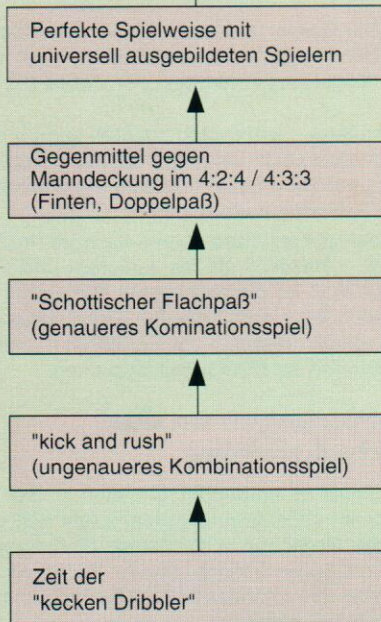 Perfekte Spielweise mit
universell ausgebildeten Spielern
Gegenmittel gegen
Manndeckung im 4:2:4 / 4:3:3
(Finten, Doppelpaß)
"Schottischer Flachpaß"
(genaueres Kominationsspiel)
"kick and rush"
(ungenaueres Kombinationsspiel)
Zeit der
"kecken Dribbler"